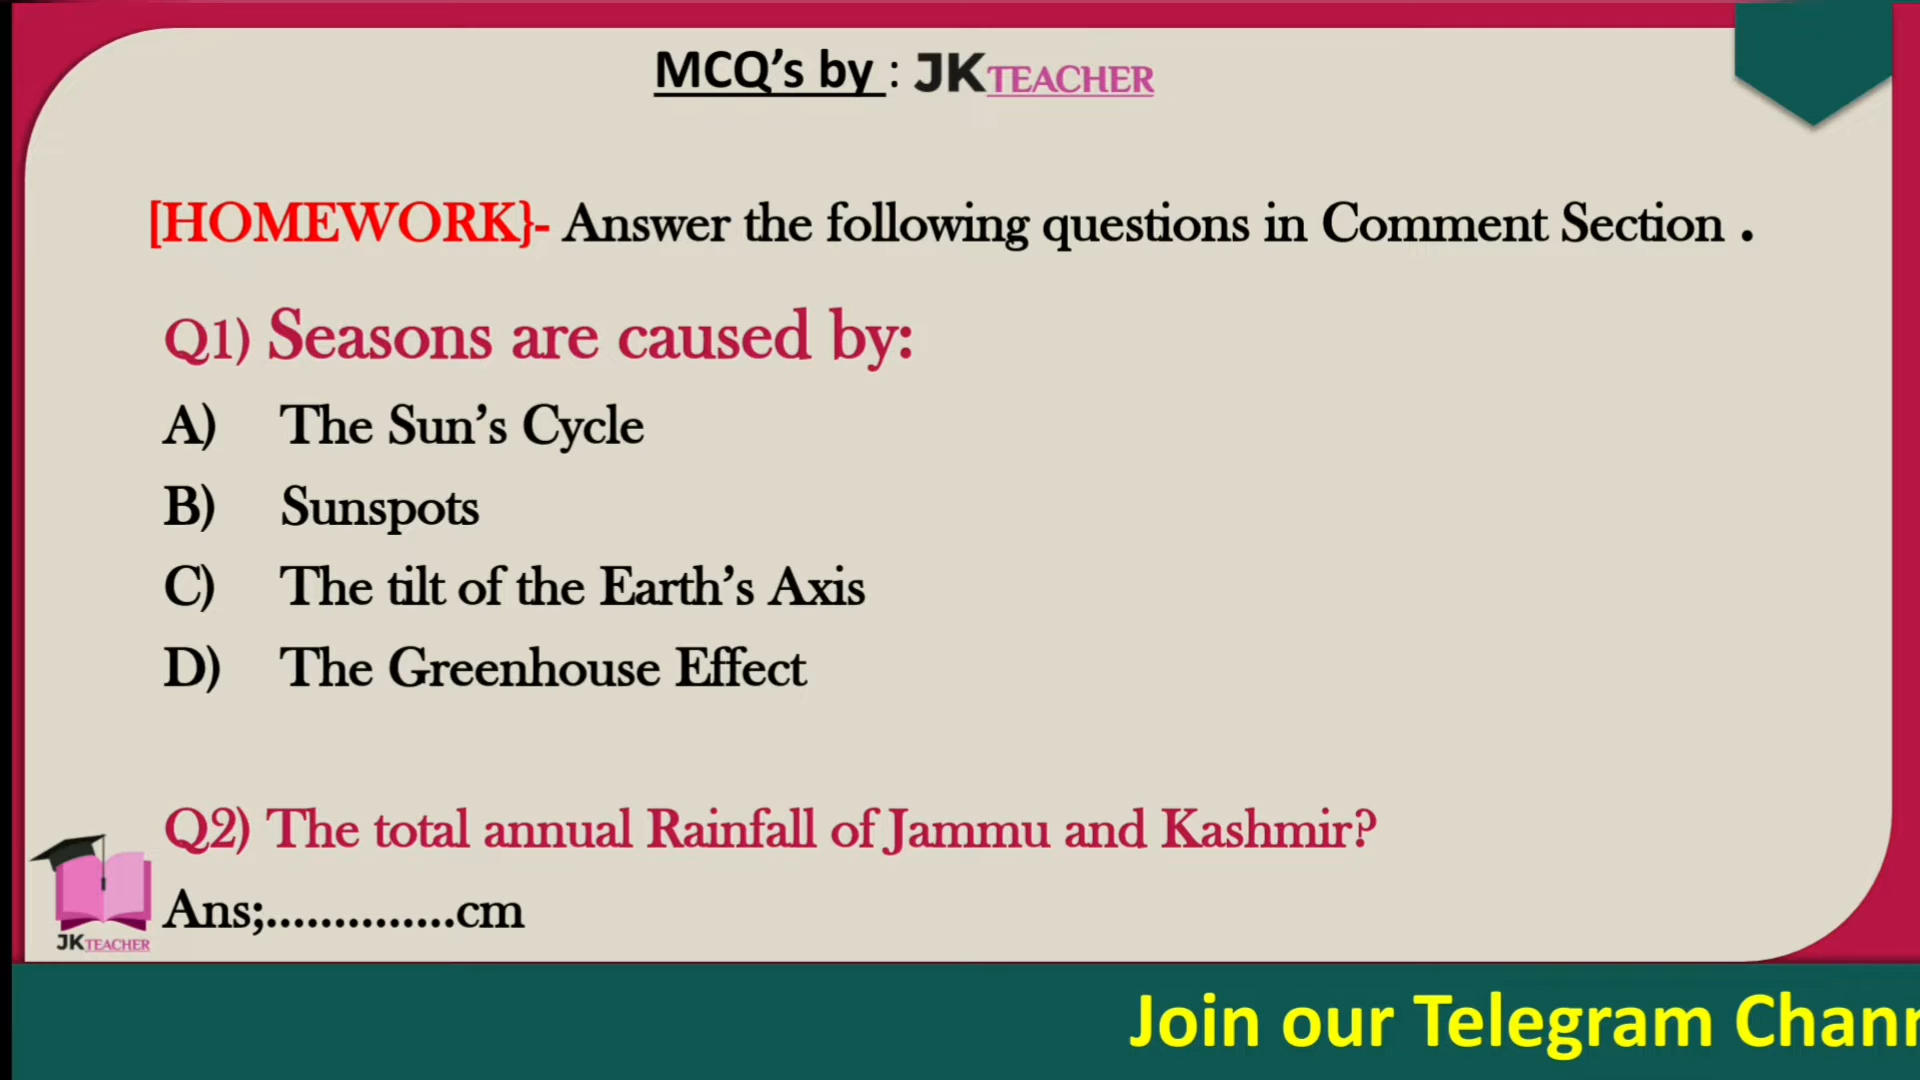 MCQ’s by : JKTEACHER
[HOMEWORK}- Answer the following questions in Comment Section .
Q1) Seasons are caused by:
A) The Sun’s Cycle
B) Sunspots
C) The tilt of the Earth’s Axis
D) The Greenhouse Effect
Q2) The total annual Rainfall of Jammu and Kashmir?
Ans;..............cm
JKTEACHER
Join our Telegram Chann